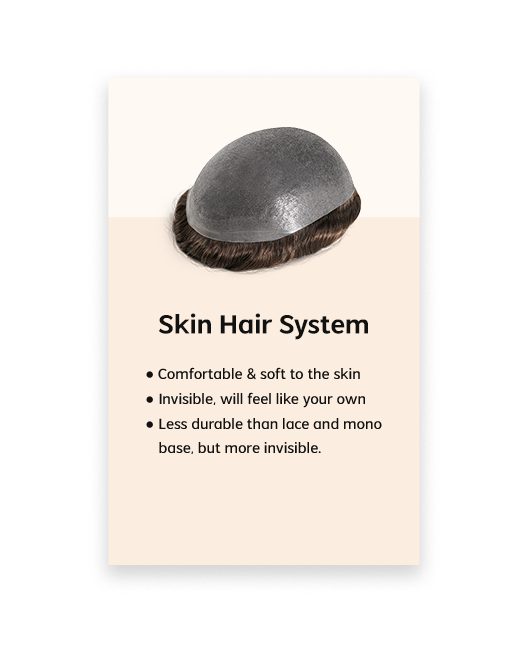 Skin Hair System
● Comfortable & soft to the skin
● Invisible, will feel like your own
● Less durable than lace and mono
base, but more invisible.